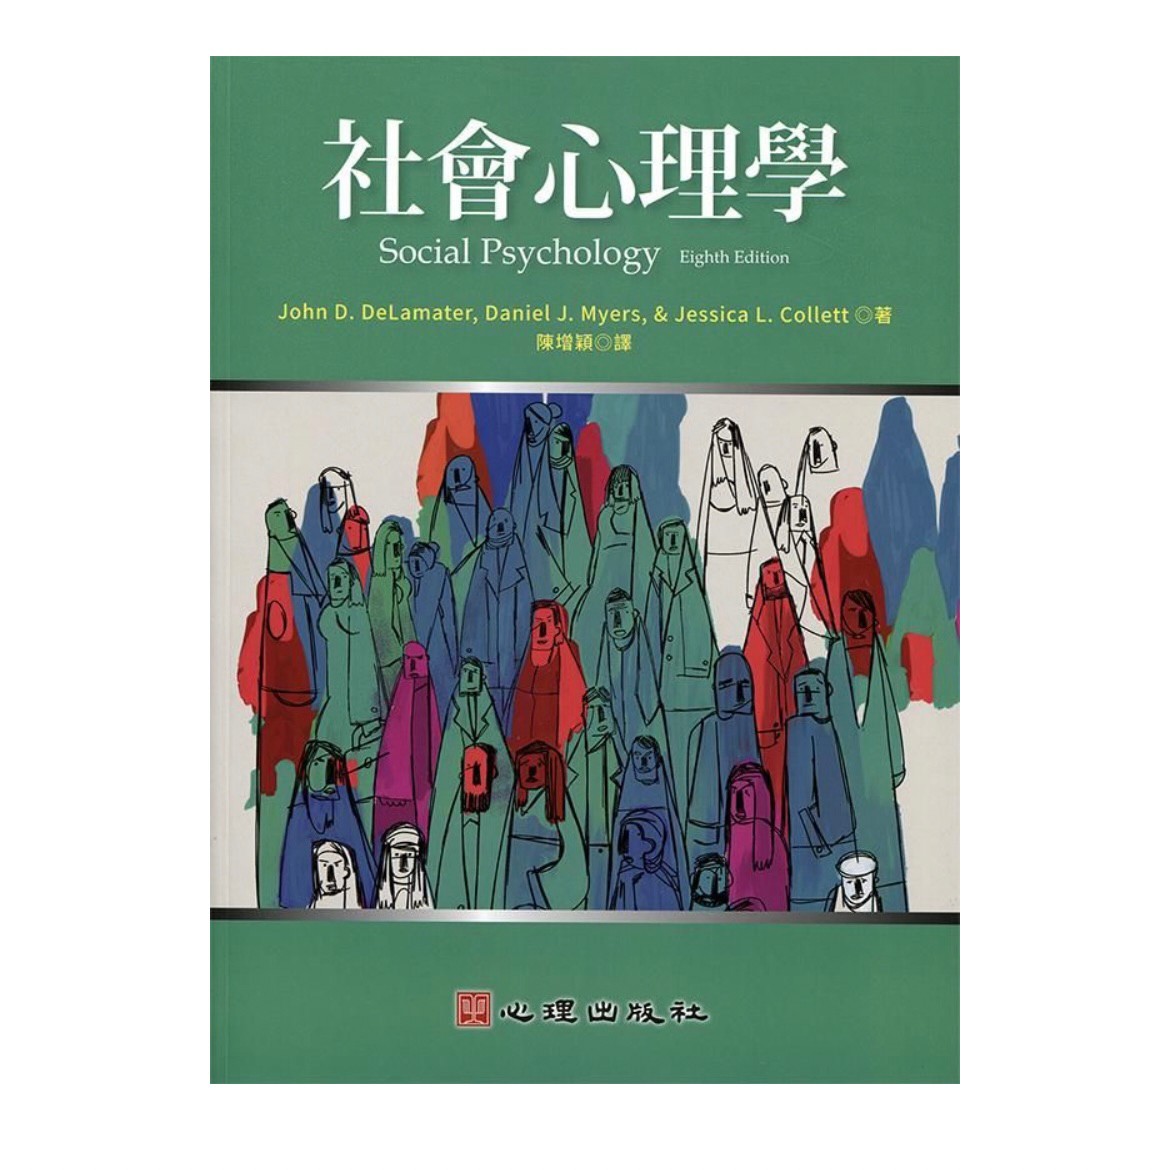 社會心理學
Social Psychology Eighth Edition
John D. DeLamater, Daniel J. Myers, & Jessica L. Collett ◎著
陳增穎◎譯
心理出版社